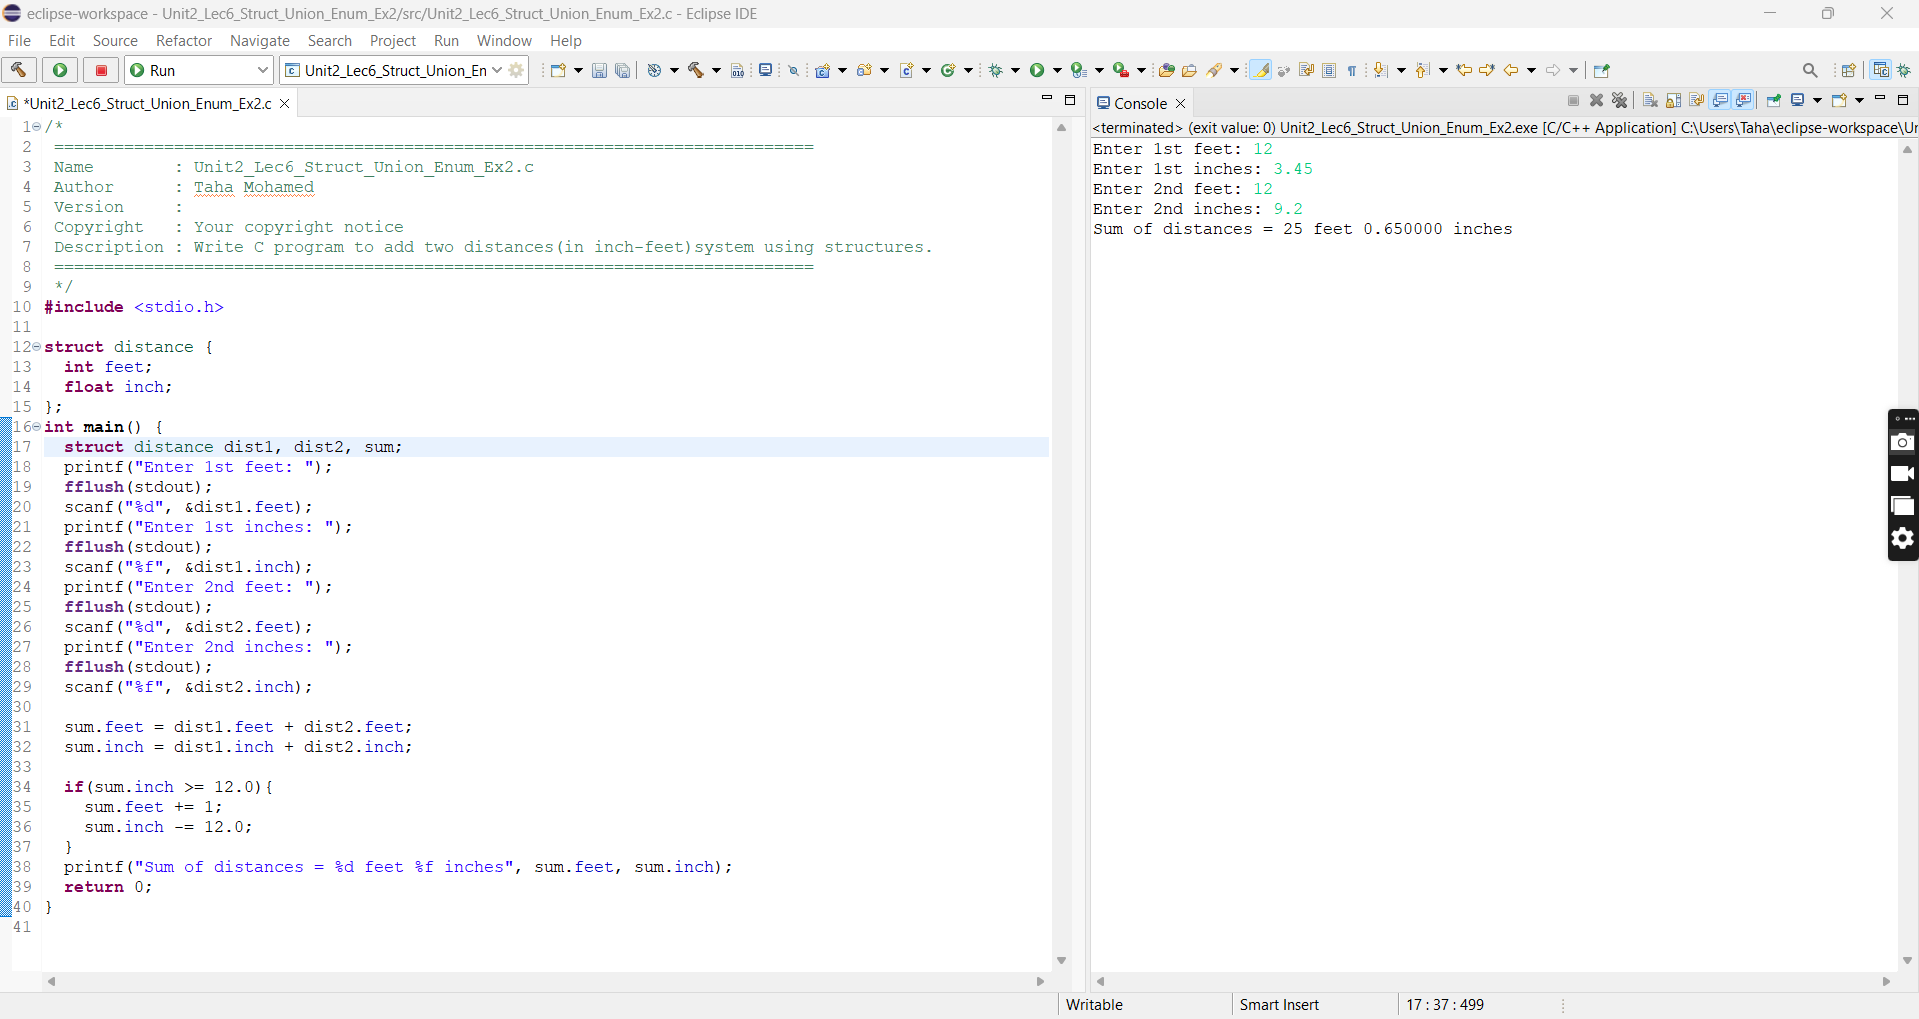 eclipse-workspace - Unit2_Lec6_Struct_Union_Enum_Ex2/src/Unit2_Lec6_Struct_Union_Enum_Ex2.c - Eclipse IDE
File Edit Source Refactor Navigate Search Project Run Window Help
Run Unit2_Lec6_Struct_Union_En
*Unit2_Lec6_Struct_Union_Enum_Ex2.c
1 /*
2 ============================================================================
3 Name : Unit2_Lec6_Struct_Union_Enum_Ex2.c
4 Author : Taha Mohamed
5 Version :
6 Copyright : Your copyright notice
7 Description : Write C program to add two distances(in inch-feet)system using structures.
8 ============================================================================
9 */
10 #include <stdio.h>
11
12 struct distance {
13 int feet;
14 float inch;
15 };
16 int main() {
17 struct distance dist1, dist2, sum;
18 printf("Enter 1st feet: ");
19 fflush(stdout);
20 scanf("%d", &dist1.feet);
21 printf("Enter 1st inches: ");
22 fflush(stdout);
23 scanf("%f", &dist1.inch);
24 printf("Enter 2nd feet: ");
25 fflush(stdout);
26 scanf("%d", &dist2.feet);
27 printf("Enter 2nd inches: ");
28 fflush(stdout);
29 scanf("%f", &dist2.inch);
30
31 sum.feet = dist1.feet + dist2.feet;
32 sum.inch = dist1.inch + dist2.inch;
33
34 if(sum.inch >= 12.0){
35 sum.feet += 1;
36 sum.inch -= 12.0;
37 }
38 printf("Sum of distances = %d feet %f inches", sum.feet, sum.inch);
39 return 0;
40 }
41
Console
<terminated> (exit value: 0) Unit2_Lec6_Struct_Union_Enum_Ex2.exe [C/C++ Application] C:\Users\Taha\eclipse-workspace\Un
Enter 1st feet: 12
Enter 1st inches: 3.45
Enter 2nd feet: 12
Enter 2nd inches: 9.2
Sum of distances = 25 feet 0.650000 inches
Writable Smart Insert 17 : 37 : 499